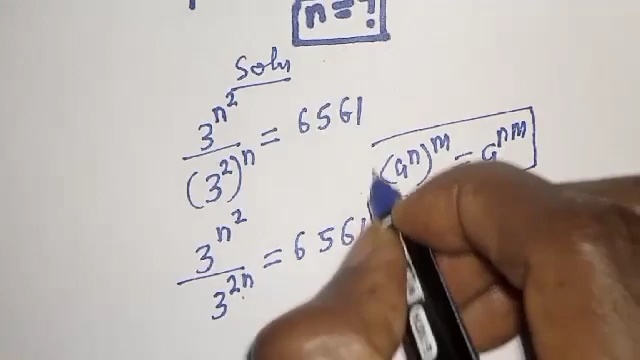 n = ?
Soln
3^{n^2} / (3^2)^n = 6561
(a^n)^m = a^{nm}
3^{n^2} / 3^{2n} = 6561